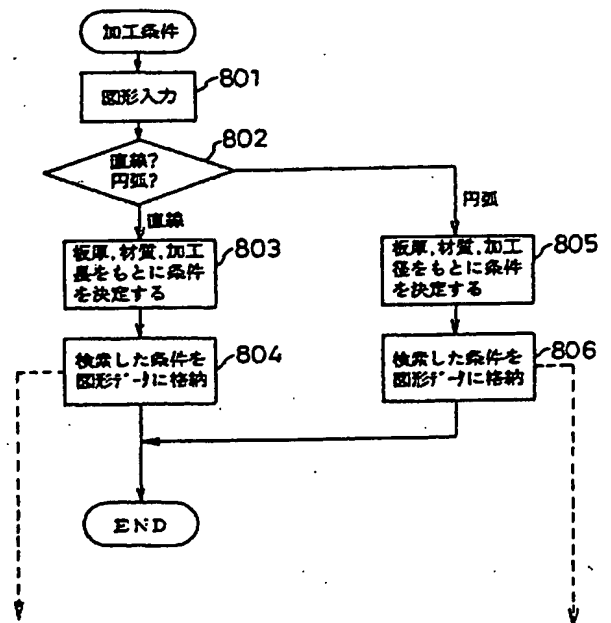 加工条件
801
図形入力
802
直線?
円弧?
直線
円弧
803
板厚,材質,加工
長をもとに条件
を決定する
805
板厚,材質,加工
径をもとに条件
を決定する
804
検索した条件を
図形データに格納
806
検索した条件を
図形データに格納
END